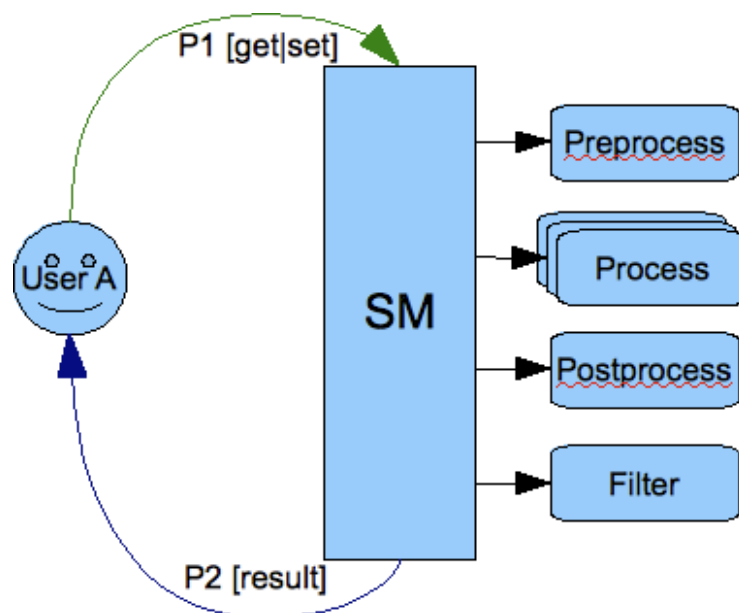 P1 [get|set]
Preprocess
User A
Process
SM
Postprocess
Filter
P2 [result]